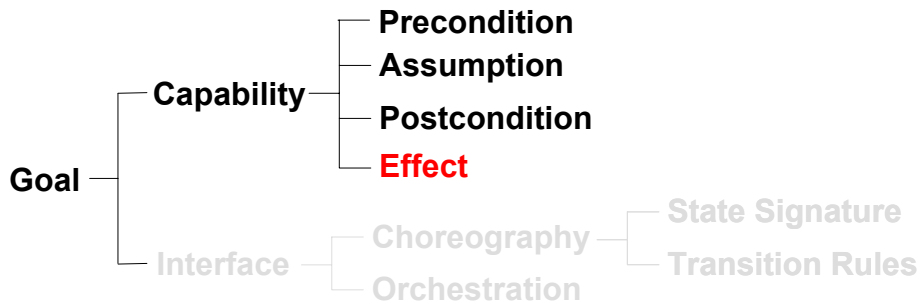 Precondition
Assumption
Capability
Postcondition
Effect
Goal
State Signature
Choreography
Interface
Transition Rules
Orchestration